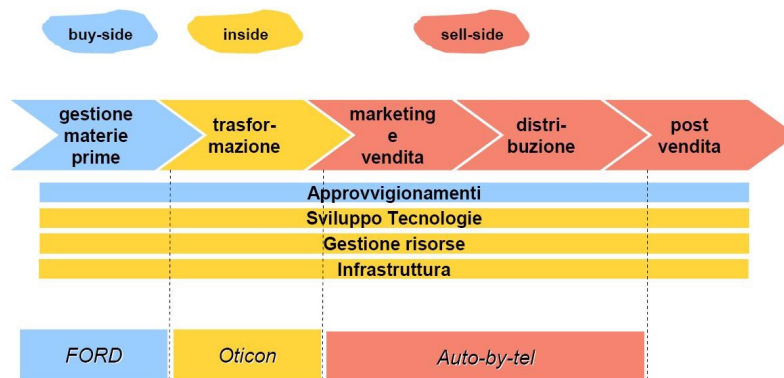 buy-side
inside
sell-side
gestione
materie
prime
trasfor-
mazione
marketing
e
vendita
distri-
buzione
post
vendita
Approvvigionamenti
Sviluppo Tecnologie
Gestione risorse
Infrastruttura
FORD
Oticon
Auto-by-tel